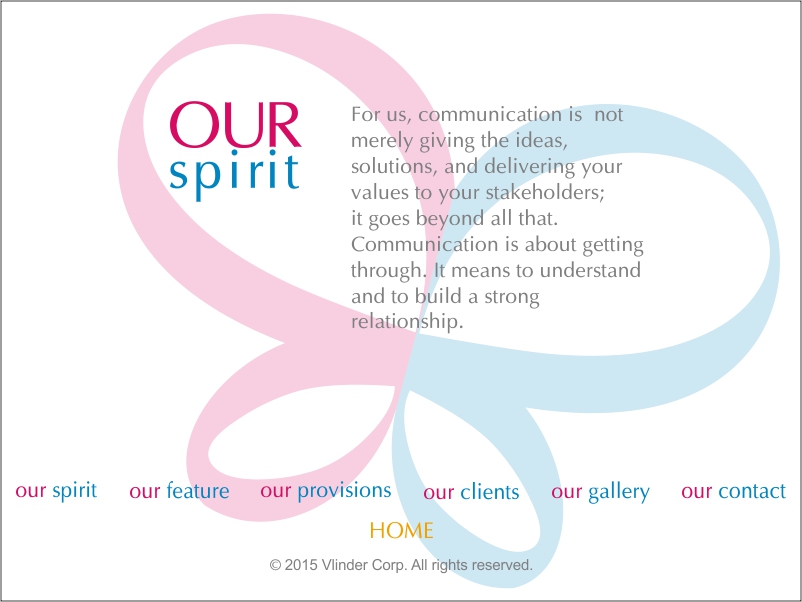 OUR
spirit
For us, communication is  not
merely giving the ideas,
solutions, and delivering your
values to your stakeholders;
it goes beyond all that.
Communication is about getting
through. It means to understand
and to build a strong
relationship.
our spirit our feature our provisions our clients our gallery our contact
HOME
© 2015 Vlinder Corp. All rights reserved.